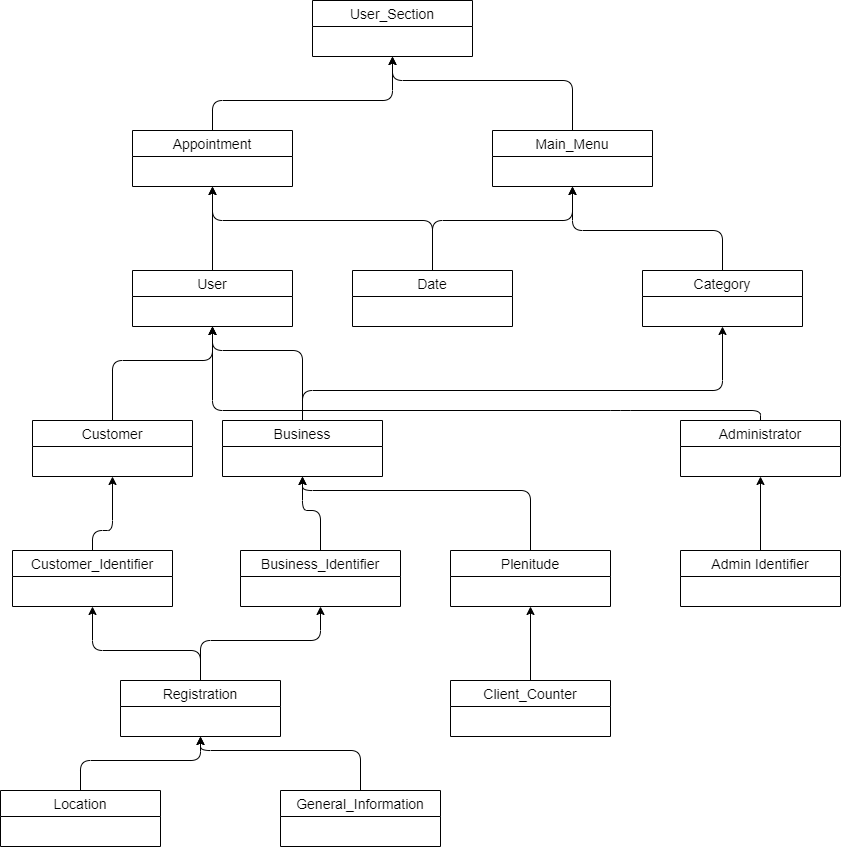 User_Section
Appointment
Main_Menu
User
Date
Category
Customer
Business
Administrator
Customer_Identifier
Business_Identifier
Plenitude
Admin Identifier
Registration
Client_Counter
Location
General_Information